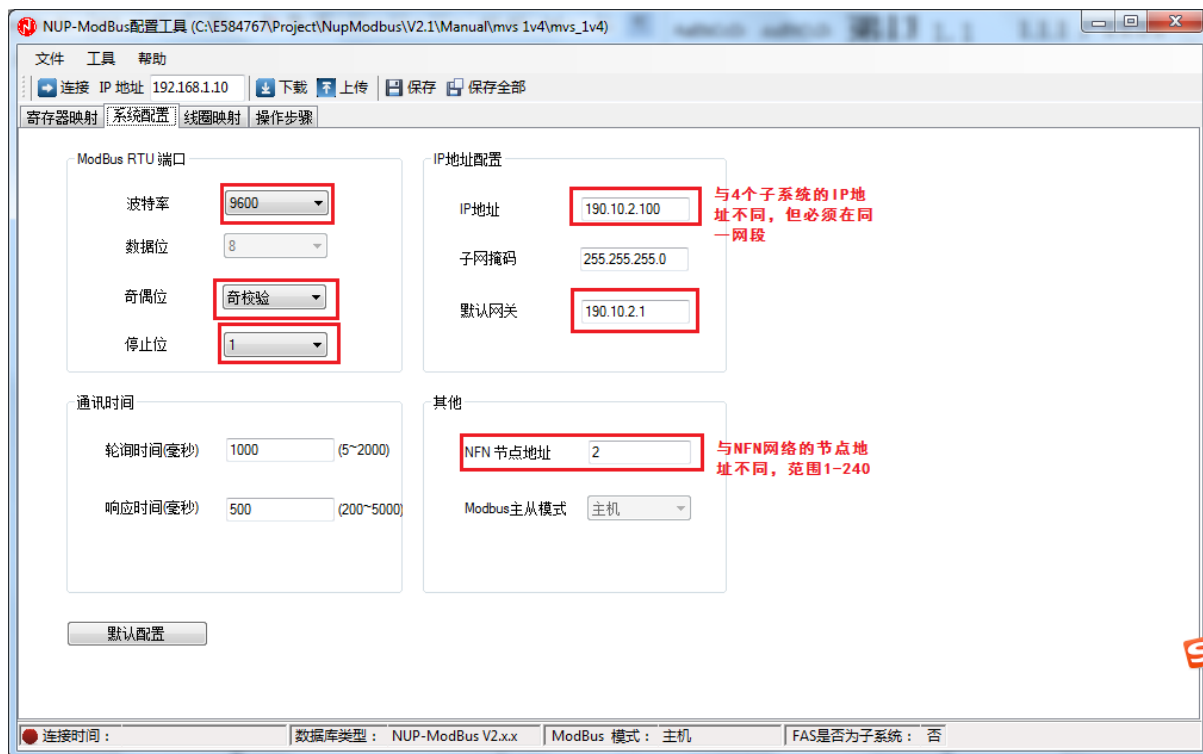 NUP-ModBus配置工具 (C:\E584767\Project\NupModbus\V2.1\Manual\mvs 1v4\mvs_1v4)
文件 工具 帮助
连接 IP 地址 192.168.1.10 下载 上传 保存 保存全部
寄存器映射 系统配置 线圈映射 操作步骤
ModBus RTU 端口
波特率 9600
数据位 8
奇偶位 奇校验
停止位 1
IP地址配置
IP地址 190.10.2.100
与4个子系统的IP地
址不同，但必须在同
一网段
子网掩码 255.255.255.0
默认网关 190.10.2.1
通讯时间
轮询时间(毫秒) 1000 (5~2000)
响应时间(毫秒) 500 (200~5000)
其他
NFN 节点地址 2
与NFN网络的节点地
址不同，范围1-240
Modbus主从模式 主机
默认配置
连接时间： 数据库类型： NUP-ModBus V2.x.x ModBus 模式： 主机 FAS是否为子系统： 否